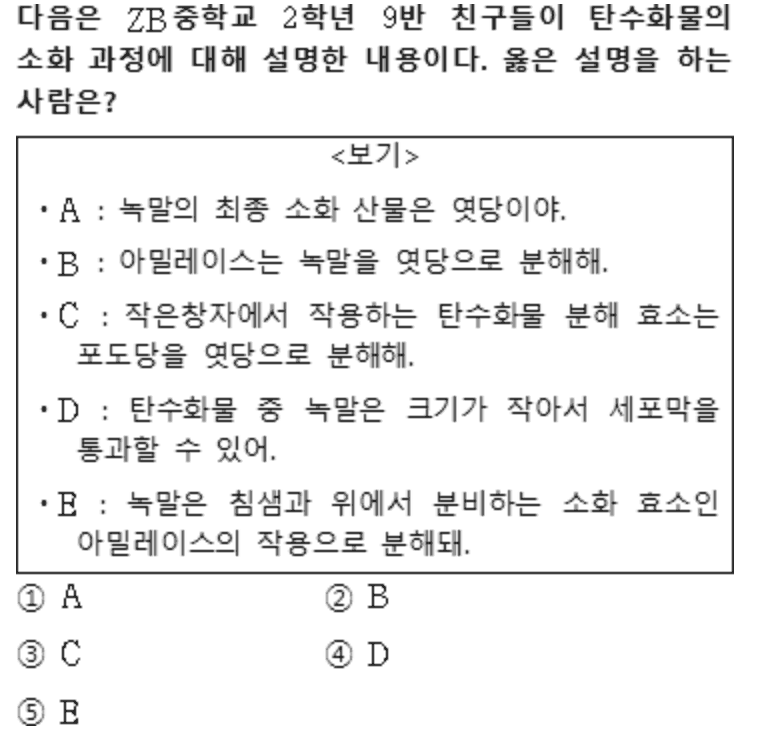 다음은 ZB중학교 2학년 9반 친구들이 탄수화물의
소화 과정에 대해 설명한 내용이다. 옳은 설명을 하는
사람은?
<보기>
・A : 녹말의 최종 소화 산물은 엿당이야.
・B : 아밀레이스는 녹말을 엿당으로 분해해.
・C : 작은창자에서 작용하는 탄수화물 분해 효소는
포도당을 엿당으로 분해해.
・D : 탄수화물 중 녹말은 크기가 작아서 세포막을
통과할 수 있어.
・E : 녹말은 침샘과 위에서 분비하는 소화 효소인
아밀레이스의 작용으로 분해돼.
① A ② B
③ C ④ D
⑤ E